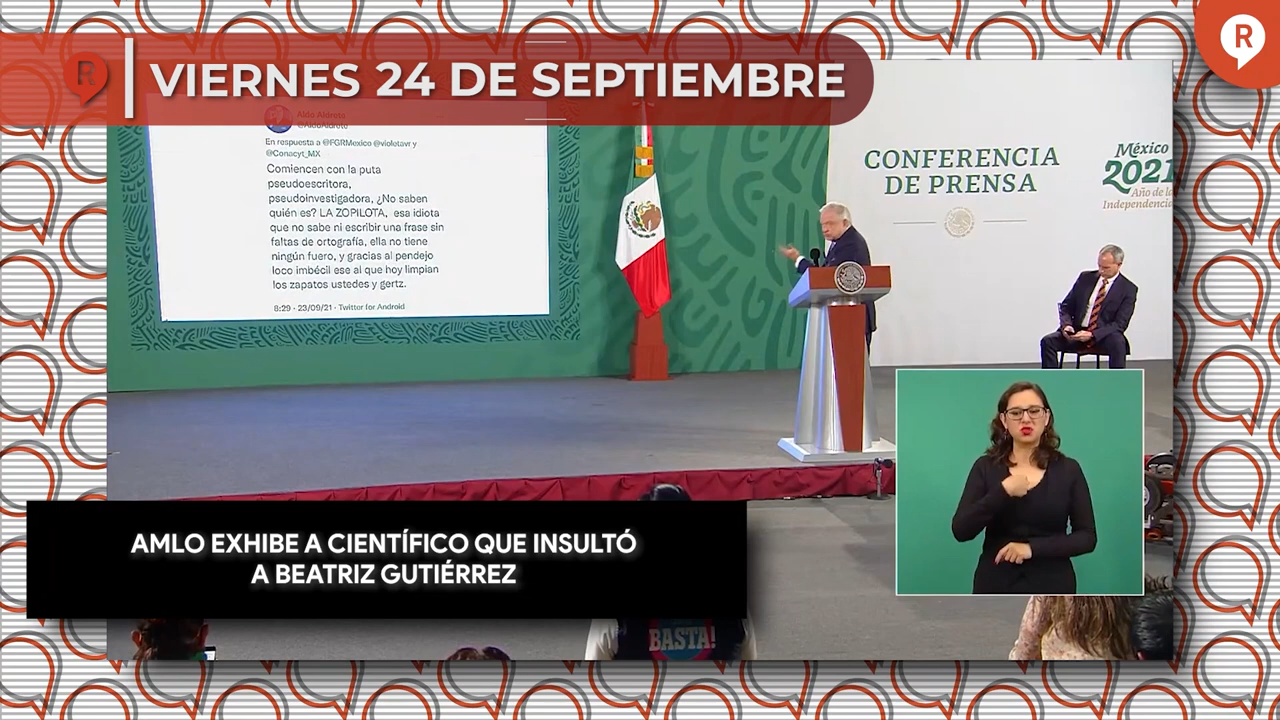 R
VIERNES 24 DE SEPTIEMBRE
R
Aldo Aldrete
@AldoAldrete
En respuesta a @FGRMexico @violetavr y
@Conacyt_MX
Comiencen con la puta
pseudoescritora,
pseudoinvestigadora, ¿No saben
quién es? LA ZOPILOTA, esa idiota
que no sabe ni escribir una frase sin
faltas de ortografía, ella no tiene
ningún fuero, y gracias al pendejo
loco imbécil ese al que hoy limpian
los zapatos ustedes y gertz.
8:29 · 23/09/21 · Twitter for Android
CONFERENCIA
DE PRENSA
México
2021
Año de la
Independencia
AMLO EXHIBE A CIENTÍFICO QUE INSULTÓ
A BEATRIZ GUTIÉRREZ
BASTA!